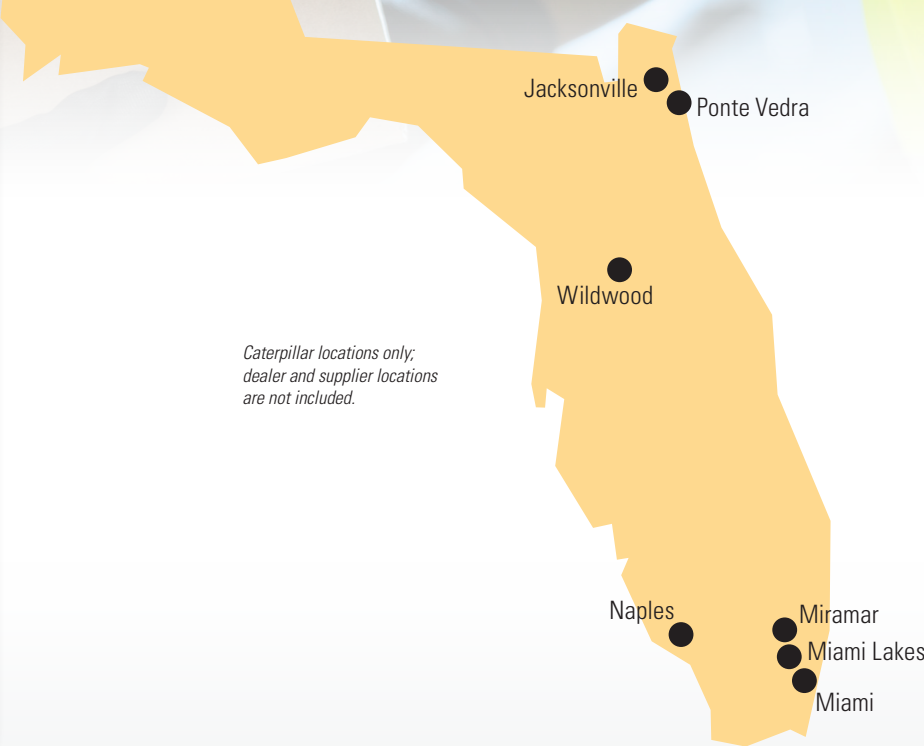 Jacksonville
Ponte Vedra
Wildwood
Caterpillar locations only;
dealer and supplier locations
are not included.
Naples
Miramar
Miami Lakes
Miami